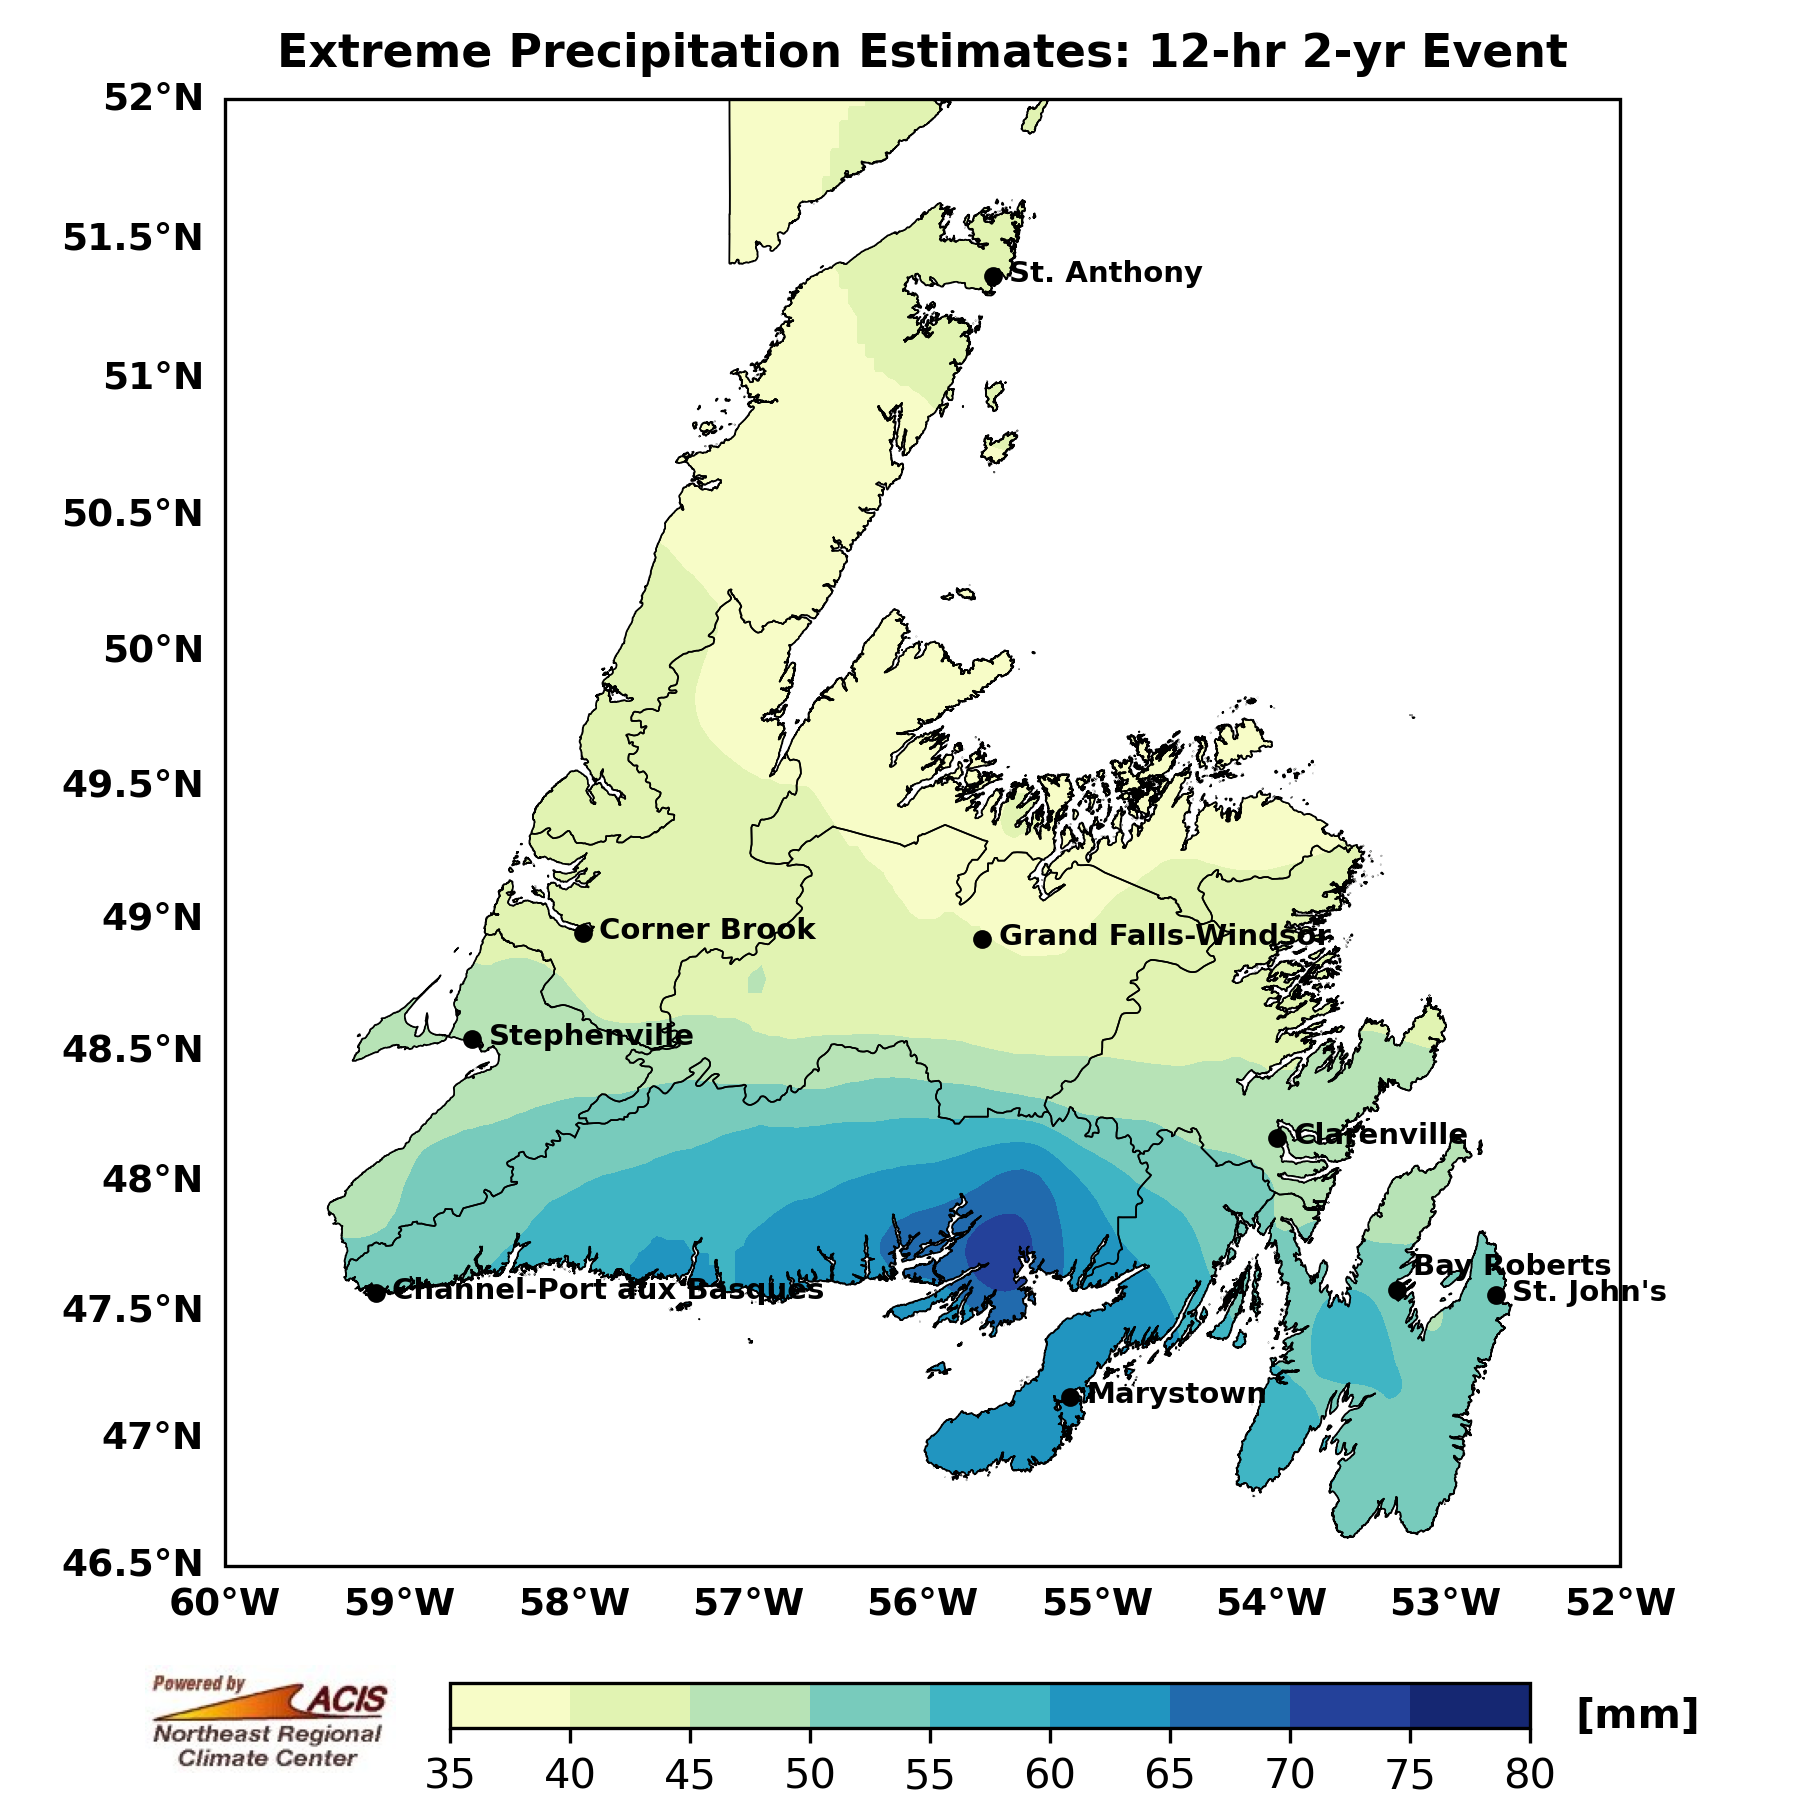 Extreme Precipitation Estimates: 12-hr 2-yr Event
52°N
51.5°N
St. Anthony
51°N
50.5°N
50°N
49.5°N
49°N
Corner Brook
Grand Falls-Windsor
48.5°N
Stephenville
Clarenville
48°N
Bay Roberts
47.5°N
Channel-Port aux Basques
St. John's
Marystown
47°N
46.5°N
60°W 59°W 58°W 57°W 56°W 55°W 54°W 53°W 52°W
Powered by
ACIS
Northeast Regional
Climate Center
[mm]
35 40 45 50 55 60 65 70 75 80